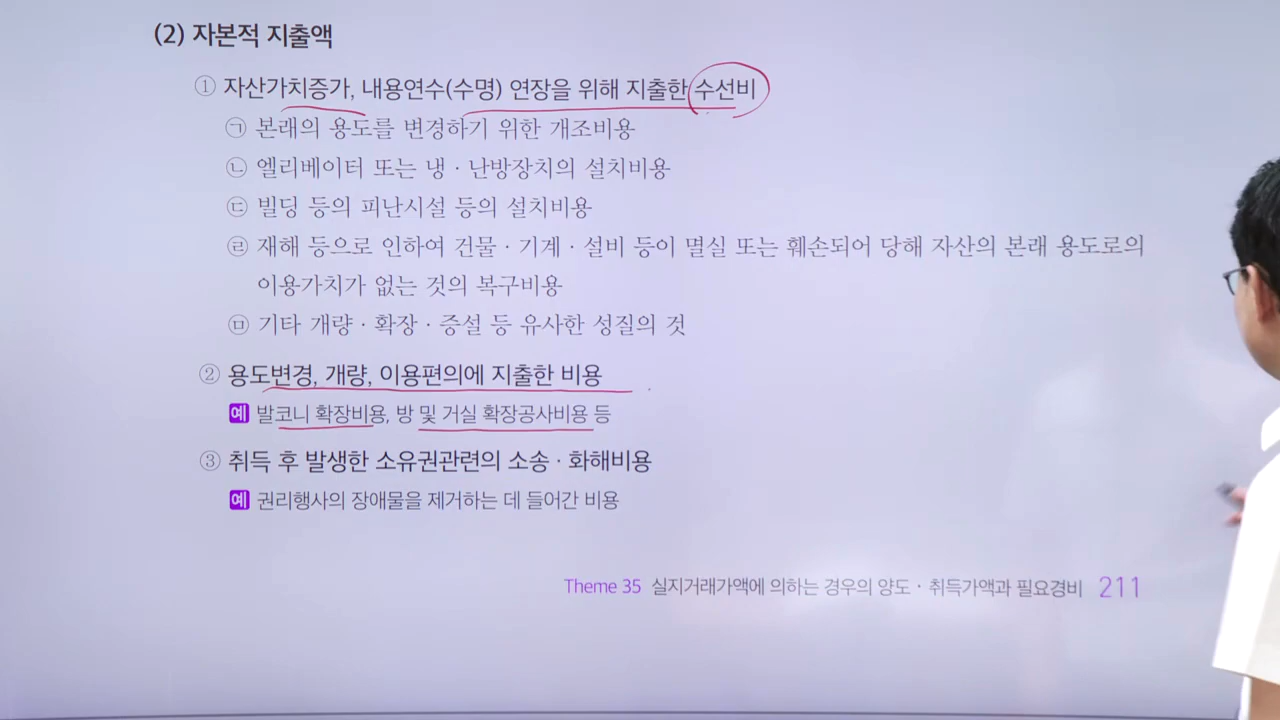 (2) 자본적 지출액
① 자산가치증가, 내용연수(수명) 연장을 위해 지출한 수선비
㉠ 본래의 용도를 변경하기 위한 개조비용
㉡ 엘리베이터 또는 냉·난방장치의 설치비용
㉢ 빌딩 등의 피난시설 등의 설치비용
㉣ 재해 등으로 인하여 건물·기계·설비 등이 멸실 또는 훼손되어 당해 자산의 본래 용도로의
이용가치가 없는 것의 복구비용
㉤ 기타 개량·확장·증설 등 유사한 성질의 것
② 용도변경, 개량, 이용편의에 지출한 비용
예 발코니 확장비용, 방 및 거실 확장공사비용 등
③ 취득 후 발생한 소유권관련의 소송·화해비용
예 권리행사의 장애물을 제거하는 데 들어간 비용
Theme 35 실지거래가액에 의하는 경우의 양도·취득가액과 필요경비 211